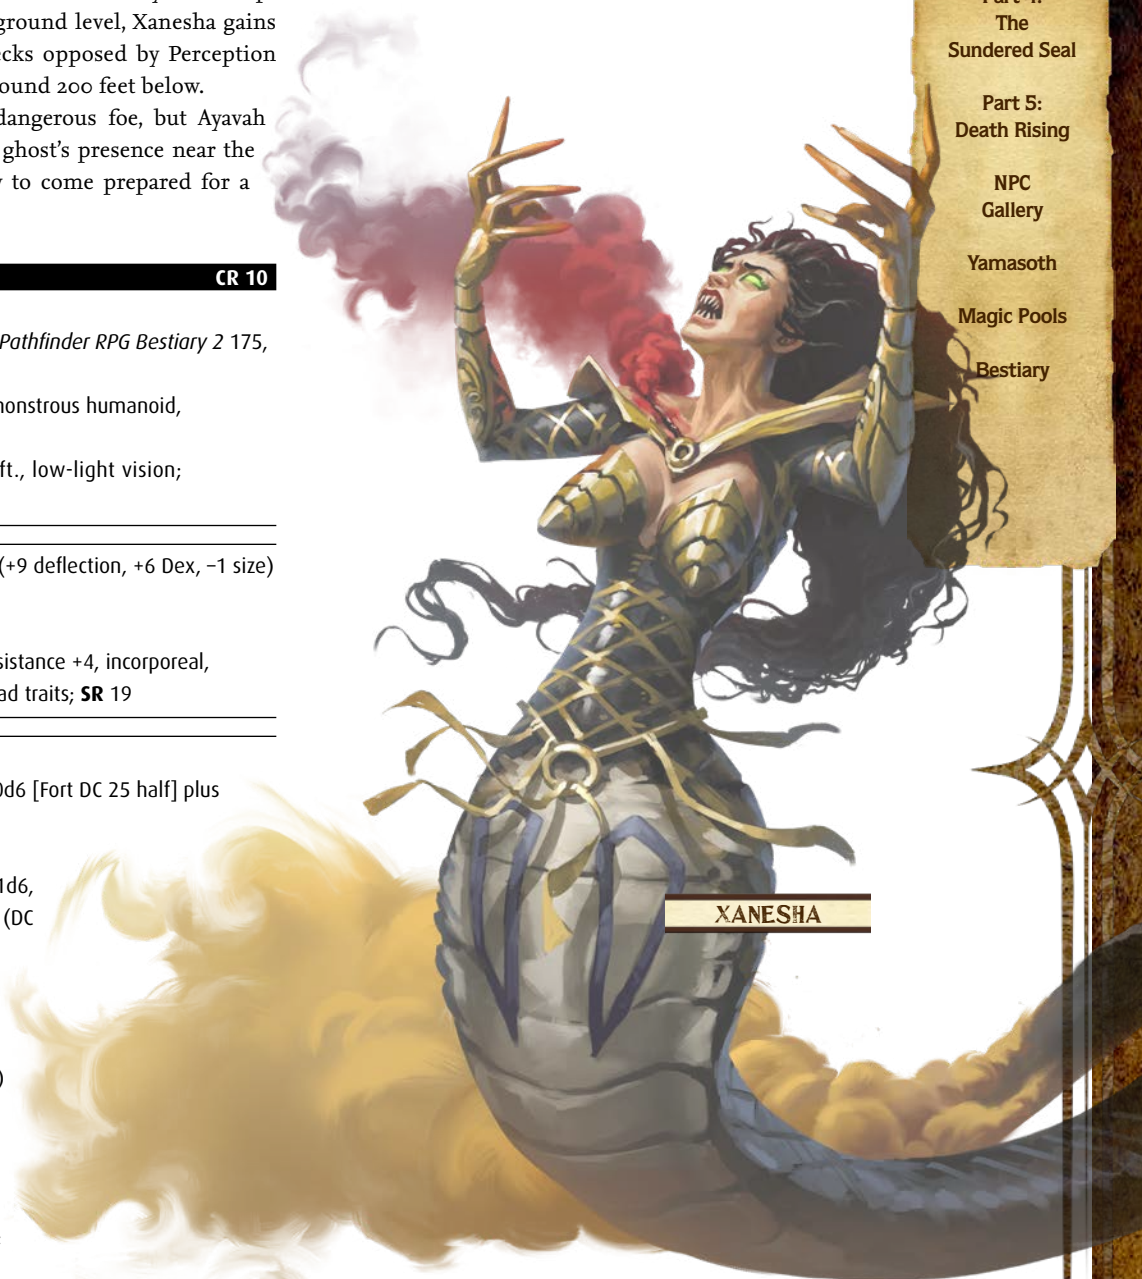 ground level, Xanesha gains
ecks opposed by Perception
ound 200 feet below.
dangerous foe, but Ayavah
ghost's presence near the
to come prepared for a
CR 10
Pathfinder RPG Bestiary 2 175,
monstrous humanoid,
ft., low-light vision;
(+9 deflection, +6 Dex, –1 size)
sistance +4, incorporeal,
ad traits; SR 19
0d6 [Fort DC 25 half] plus
1d6,
(DC
)
The
Sundered Seal
Part 5:
Death Rising
NPC
Gallery
Yamasoth
Magic Pools
Bestiary
XANESHA